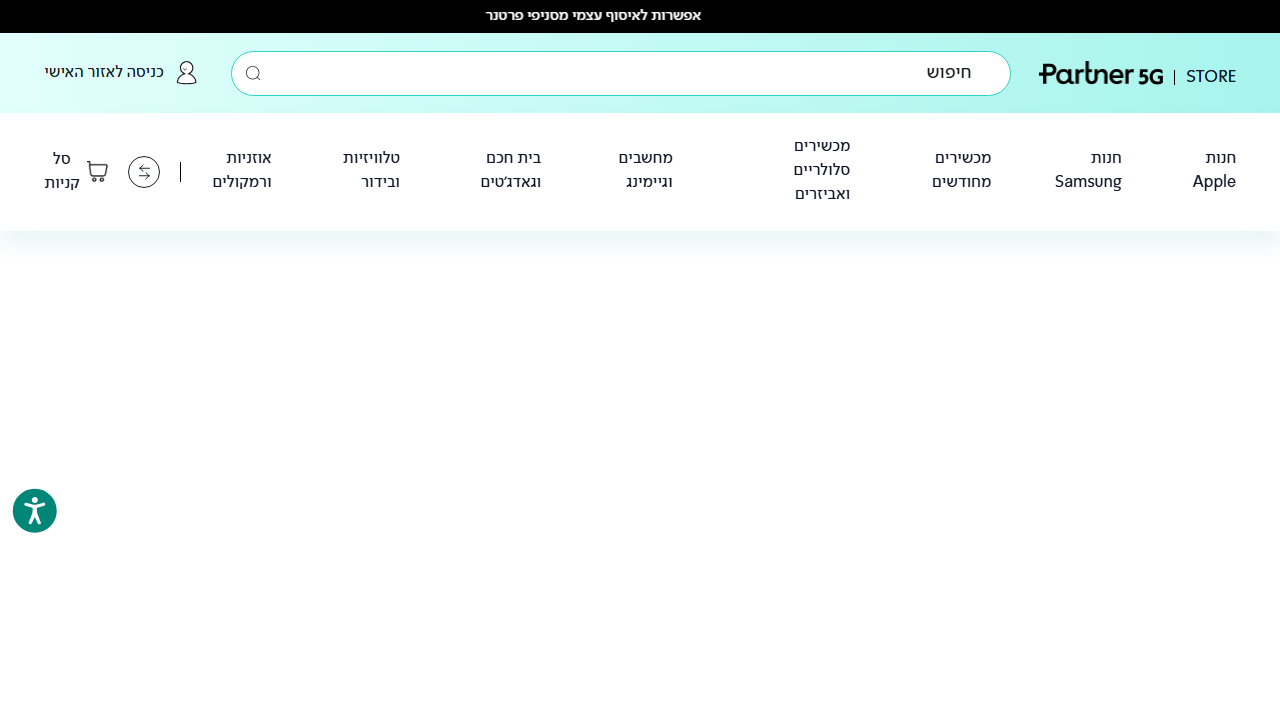 אפשרות לאיסוף עצמי מסניפי פרטנר
Partner 5G | STORE
חיפוש
כניסה לאזור האישי
חנות
Apple
חנות
Samsung
מכשירים
מחודשים
מכשירים
סלולריים
ואביזרים
מחשבים
וגיימינג
בית חכם
וגאדג'טים
טלוויזיות
ובידור
אוזניות
ורמקולים
סל
קניות